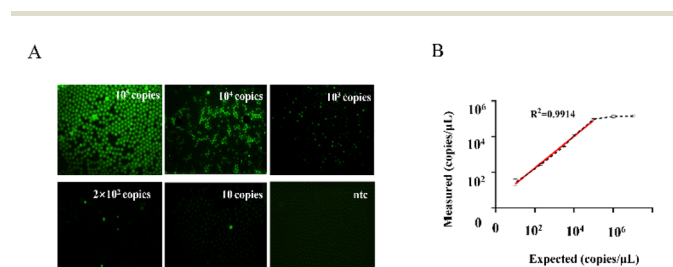 A
10⁵ copies
10⁴ copies
10³ copies
2×10² copies
10 copies
ntc
B
R²=0.9914
Measured (copies/μL)
10⁶
10⁴
10²
0
0 10² 10⁴ 10⁶
Expected (copies/μL)